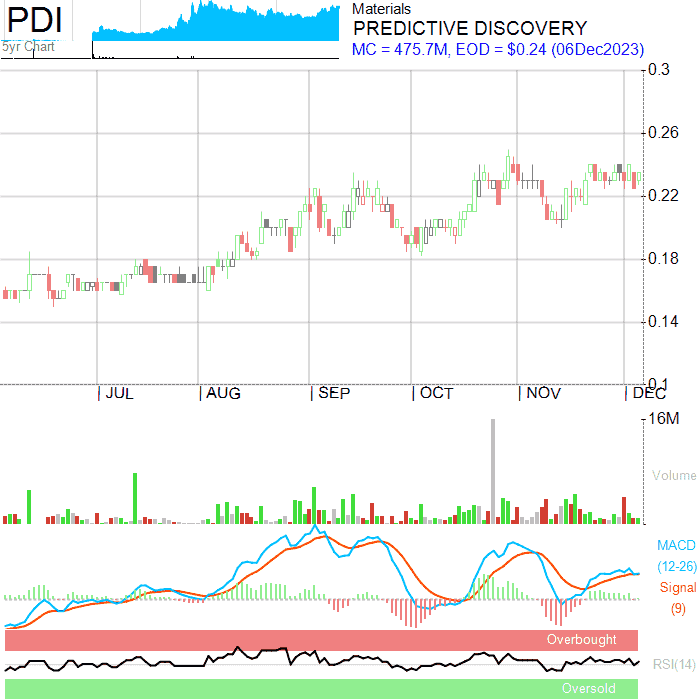 PDI
5yr Chart
Materials
PREDICTIVE DISCOVERY
MC = 475.7M, EOD = $0.24 (06Dec2023)
0.3
0.26
0.22
0.18
0.14
0.1
JUL AUG SEP OCT NOV DEC
16M
Volume
MACD
(12-26)
Signal
(9)
Overbought
RSI(14)
Oversold